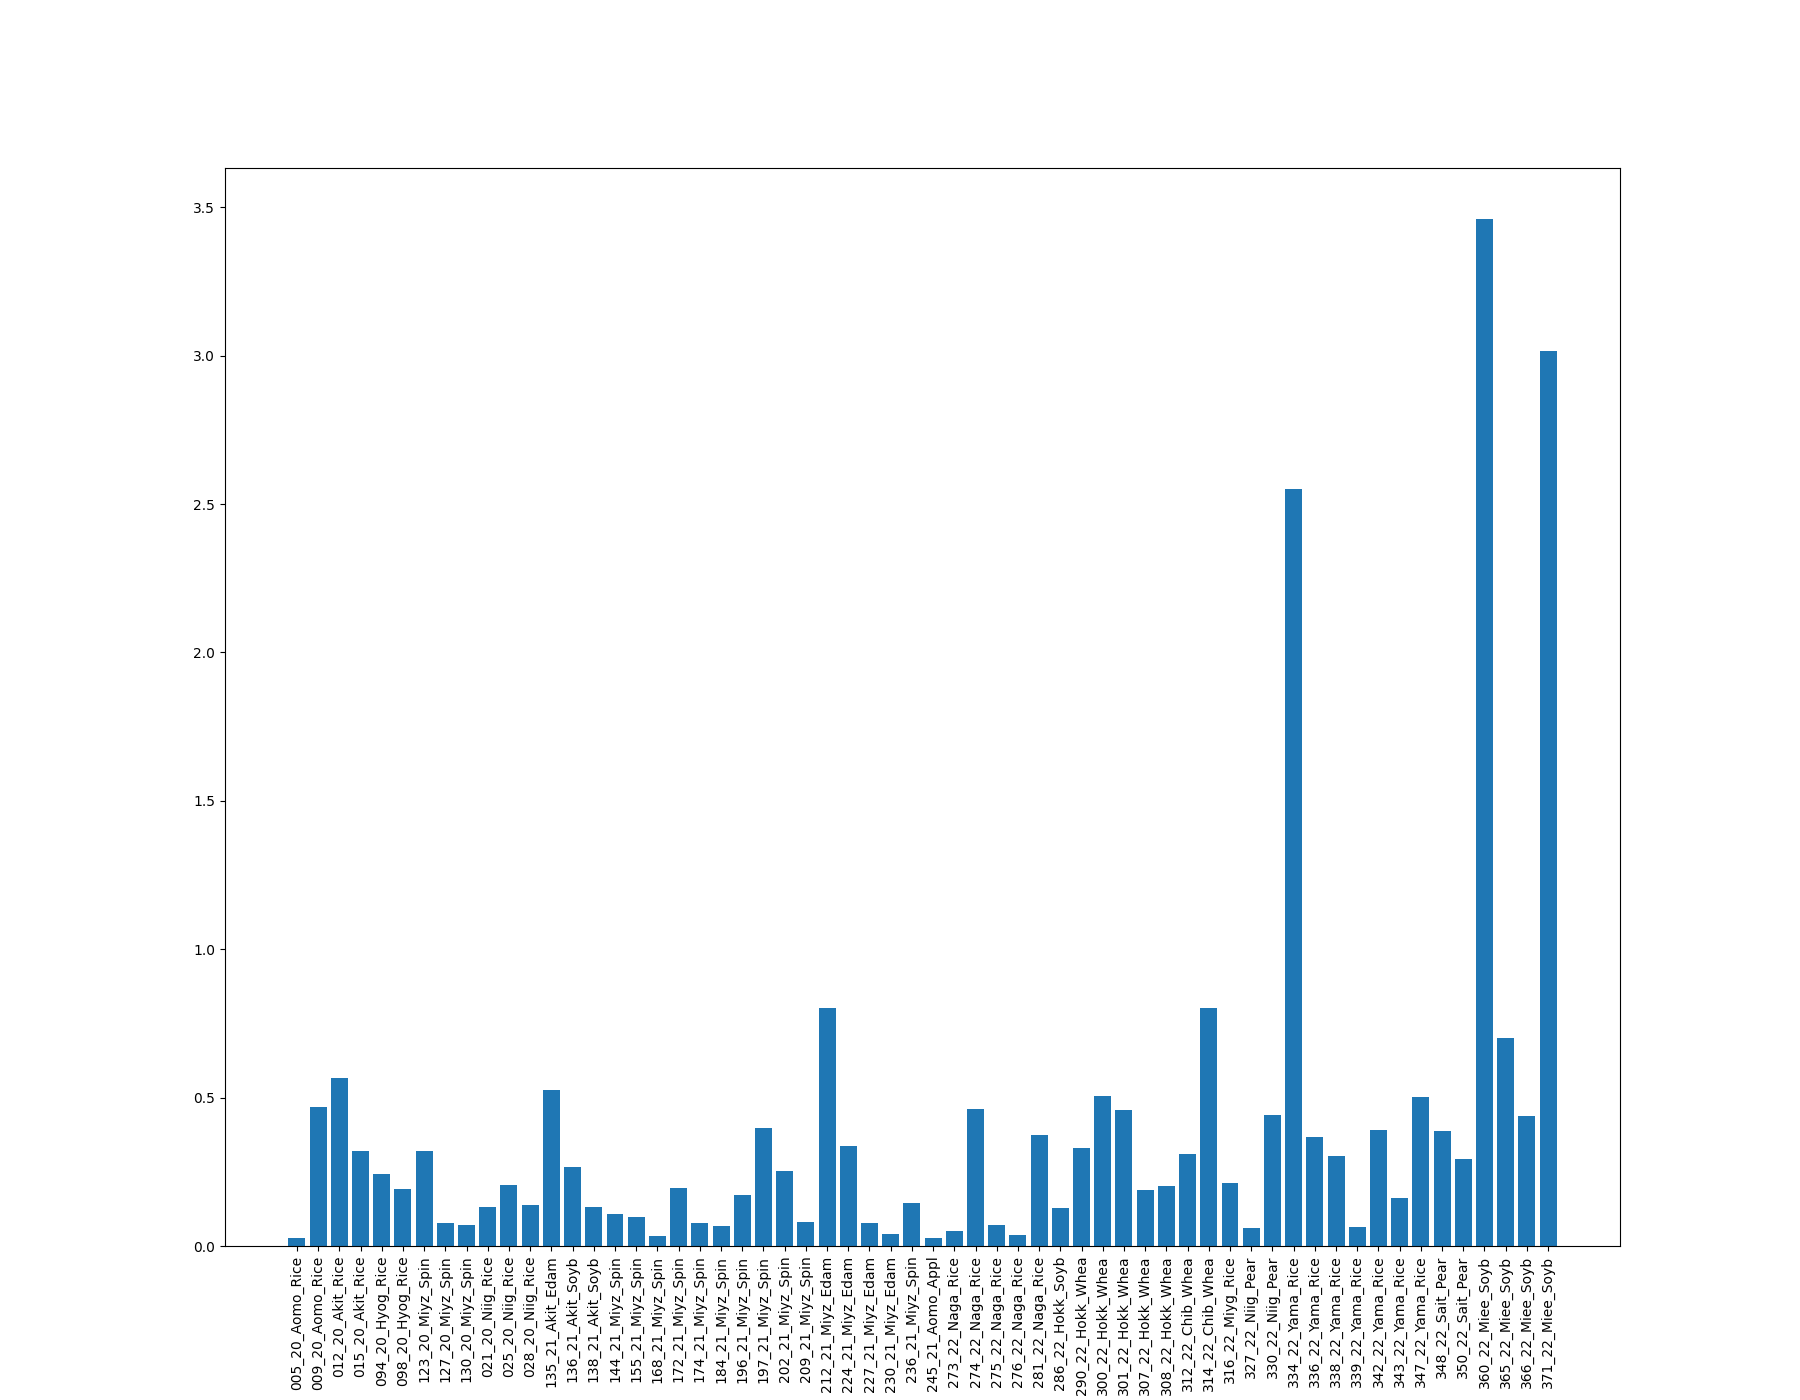 3.5
3.0
2.5
2.0
1.5
1.0
0.5
0.0
005_20_Aomo_Rice
009_20_Aomo_Rice
012_20_Akit_Rice
015_20_Akit_Rice
094_20_Hyog_Rice
098_20_Hyog_Rice
123_20_Miyz_Spin
127_20_Miyz_Spin
130_20_Miyz_Spin
021_20_Niig_Rice
025_20_Niig_Rice
028_20_Niig_Rice
135_21_Akit_Edam
136_21_Akit_Soyb
138_21_Akit_Soyb
144_21_Miyz_Spin
155_21_Miyz_Spin
168_21_Miyz_Spin
172_21_Miyz_Spin
174_21_Miyz_Spin
184_21_Miyz_Spin
196_21_Miyz_Spin
197_21_Miyz_Spin
202_21_Miyz_Spin
209_21_Miyz_Spin
212_21_Miyz_Edam
224_21_Miyz_Edam
227_21_Miyz_Edam
230_21_Miyz_Edam
236_21_Miyz_Spin
245_21_Aomo_Appl
273_22_Naga_Rice
274_22_Naga_Rice
275_22_Naga_Rice
276_22_Naga_Rice
281_22_Naga_Rice
286_22_Hokk_Soyb
290_22_Hokk_Whea
300_22_Hokk_Whea
301_22_Hokk_Whea
307_22_Hokk_Whea
308_22_Hokk_Whea
312_22_Chib_Whea
314_22_Chib_Whea
316_22_Miyg_Rice
327_22_Niig_Pear
330_22_Niig_Pear
334_22_Yama_Rice
336_22_Yama_Rice
338_22_Yama_Rice
339_22_Yama_Rice
342_22_Yama_Rice
343_22_Yama_Rice
347_22_Yama_Rice
348_22_Sait_Pear
350_22_Sait_Pear
360_22_Miee_Soyb
365_22_Miee_Soyb
366_22_Miee_Soyb
371_22_Miee_Soyb